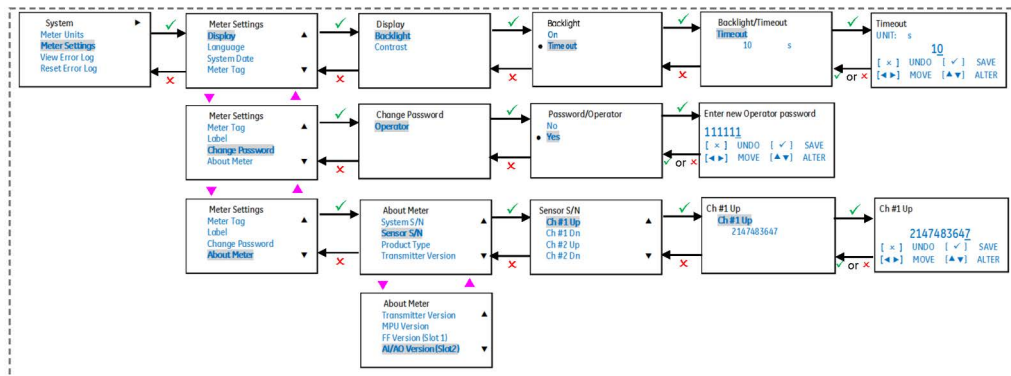 System ▶
Meter Units
Meter Settings
View Error Log
Reset Error Log
Meter Settings
Display ▲
Language
System Date
Meter Tag ▼
Display
Backlight
Contrast
Backlight
On
• Timeout
Backlight/Timeout
Timeout
10 s
Timeout
UNIT: s
10
[ × ] UNDO [ ✓ ] SAVE
[◀ ▶] MOVE [▲▼] ALTER
✓ or ×
Meter Settings
Meter Tag ▲
Label
Change Password
About Meter ▼
Change Password
Operator
Password/Operator
No
• Yes
Enter new Operator password
111111
[ × ] UNDO [ ✓ ] SAVE
[◀ ▶] MOVE [▲▼] ALTER
✓ or ×
Meter Settings
Meter Tag ▲
Label
Change Password
About Meter ▼
About Meter
System S/N ▲
Sensor S/N
Product Type
Transmitter Version ▼
Sensor S/N
Ch #1 Up ▲
Ch #1 Dn
Ch #2 Up
Ch #2 Dn ▼
Ch #1 Up
Ch #1 Up
2147483647
Ch #1 Up
2147483647
[ × ] UNDO [ ✓ ] SAVE
[◀ ▶] MOVE [▲▼] ALTER
✓ or ×
About Meter
Transmitter Version ▲
MPU Version
FF Version (Slot 1)
AI/AO Version(Slot2) ▼